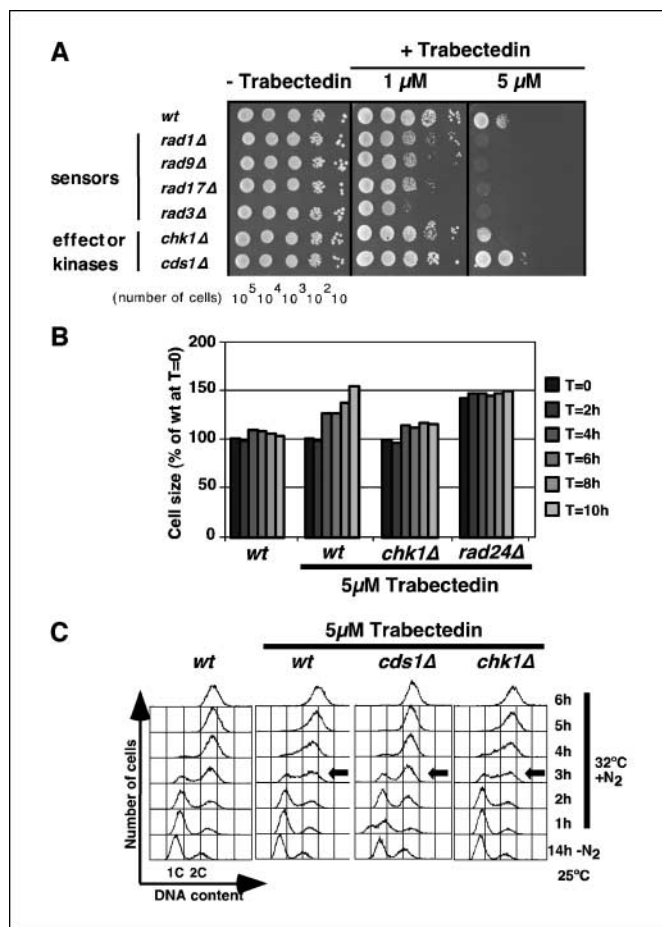 A
+ Trabectedin
- Trabectedin 1 µM 5 µM
wt
rad1Δ
rad9Δ
rad17Δ
rad3Δ
chk1Δ
cds1Δ
sensors
effector
kinases
(number of cells) 10⁵ 10⁴ 10³ 10² 10
B
Cell size (% of wt at T=0)
200
150
100
50
0
wt wt chk1Δ rad24Δ
5µM Trabectedin
T=0
T=2h
T=4h
T=6h
T=8h
T=10h
C
5µM Trabectedin
wt wt cds1Δ chk1Δ
Number of cells
6h
5h
4h
3h
2h
1h
14h -N₂
32°C
+N₂
25°C
1C 2C
DNA content